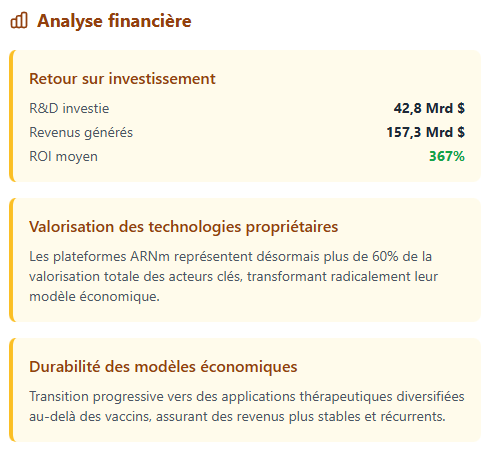 Analyse financière
Retour sur investissement
R&D investie 42,8 Mrd $
Revenus générés 157,3 Mrd $
ROI moyen 367%
Valorisation des technologies propriétaires
Les plateformes ARNm représentent désormais plus de 60% de la
valorisation totale des acteurs clés, transformant radicalement leur
modèle économique.
Durabilité des modèles économiques
Transition progressive vers des applications thérapeutiques diversifiées
au-delà des vaccins, assurant des revenus plus stables et récurrents.